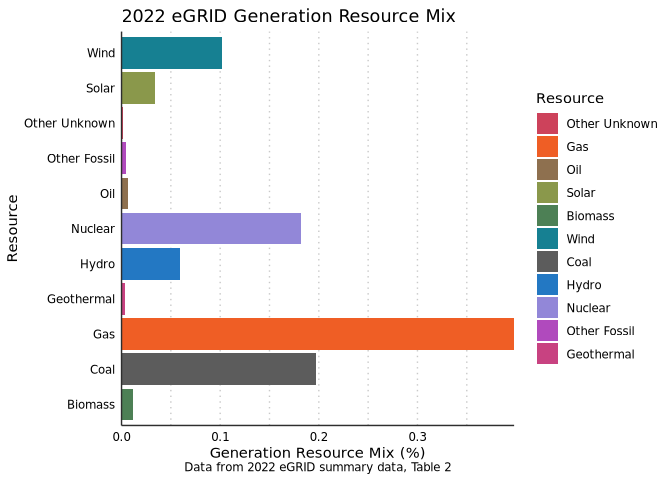 2022 eGRID Generation Resource Mix
Resource
Wind
Solar
Other Unknown
Other Fossil
Oil
Nuclear
Hydro
Geothermal
Gas
Coal
Biomass
0.0 0.1 0.2 0.3
Generation Resource Mix (%)
Data from 2022 eGRID summary data, Table 2
Resource
Other Unknown
Gas
Oil
Solar
Biomass
Wind
Coal
Hydro
Nuclear
Other Fossil
Geothermal